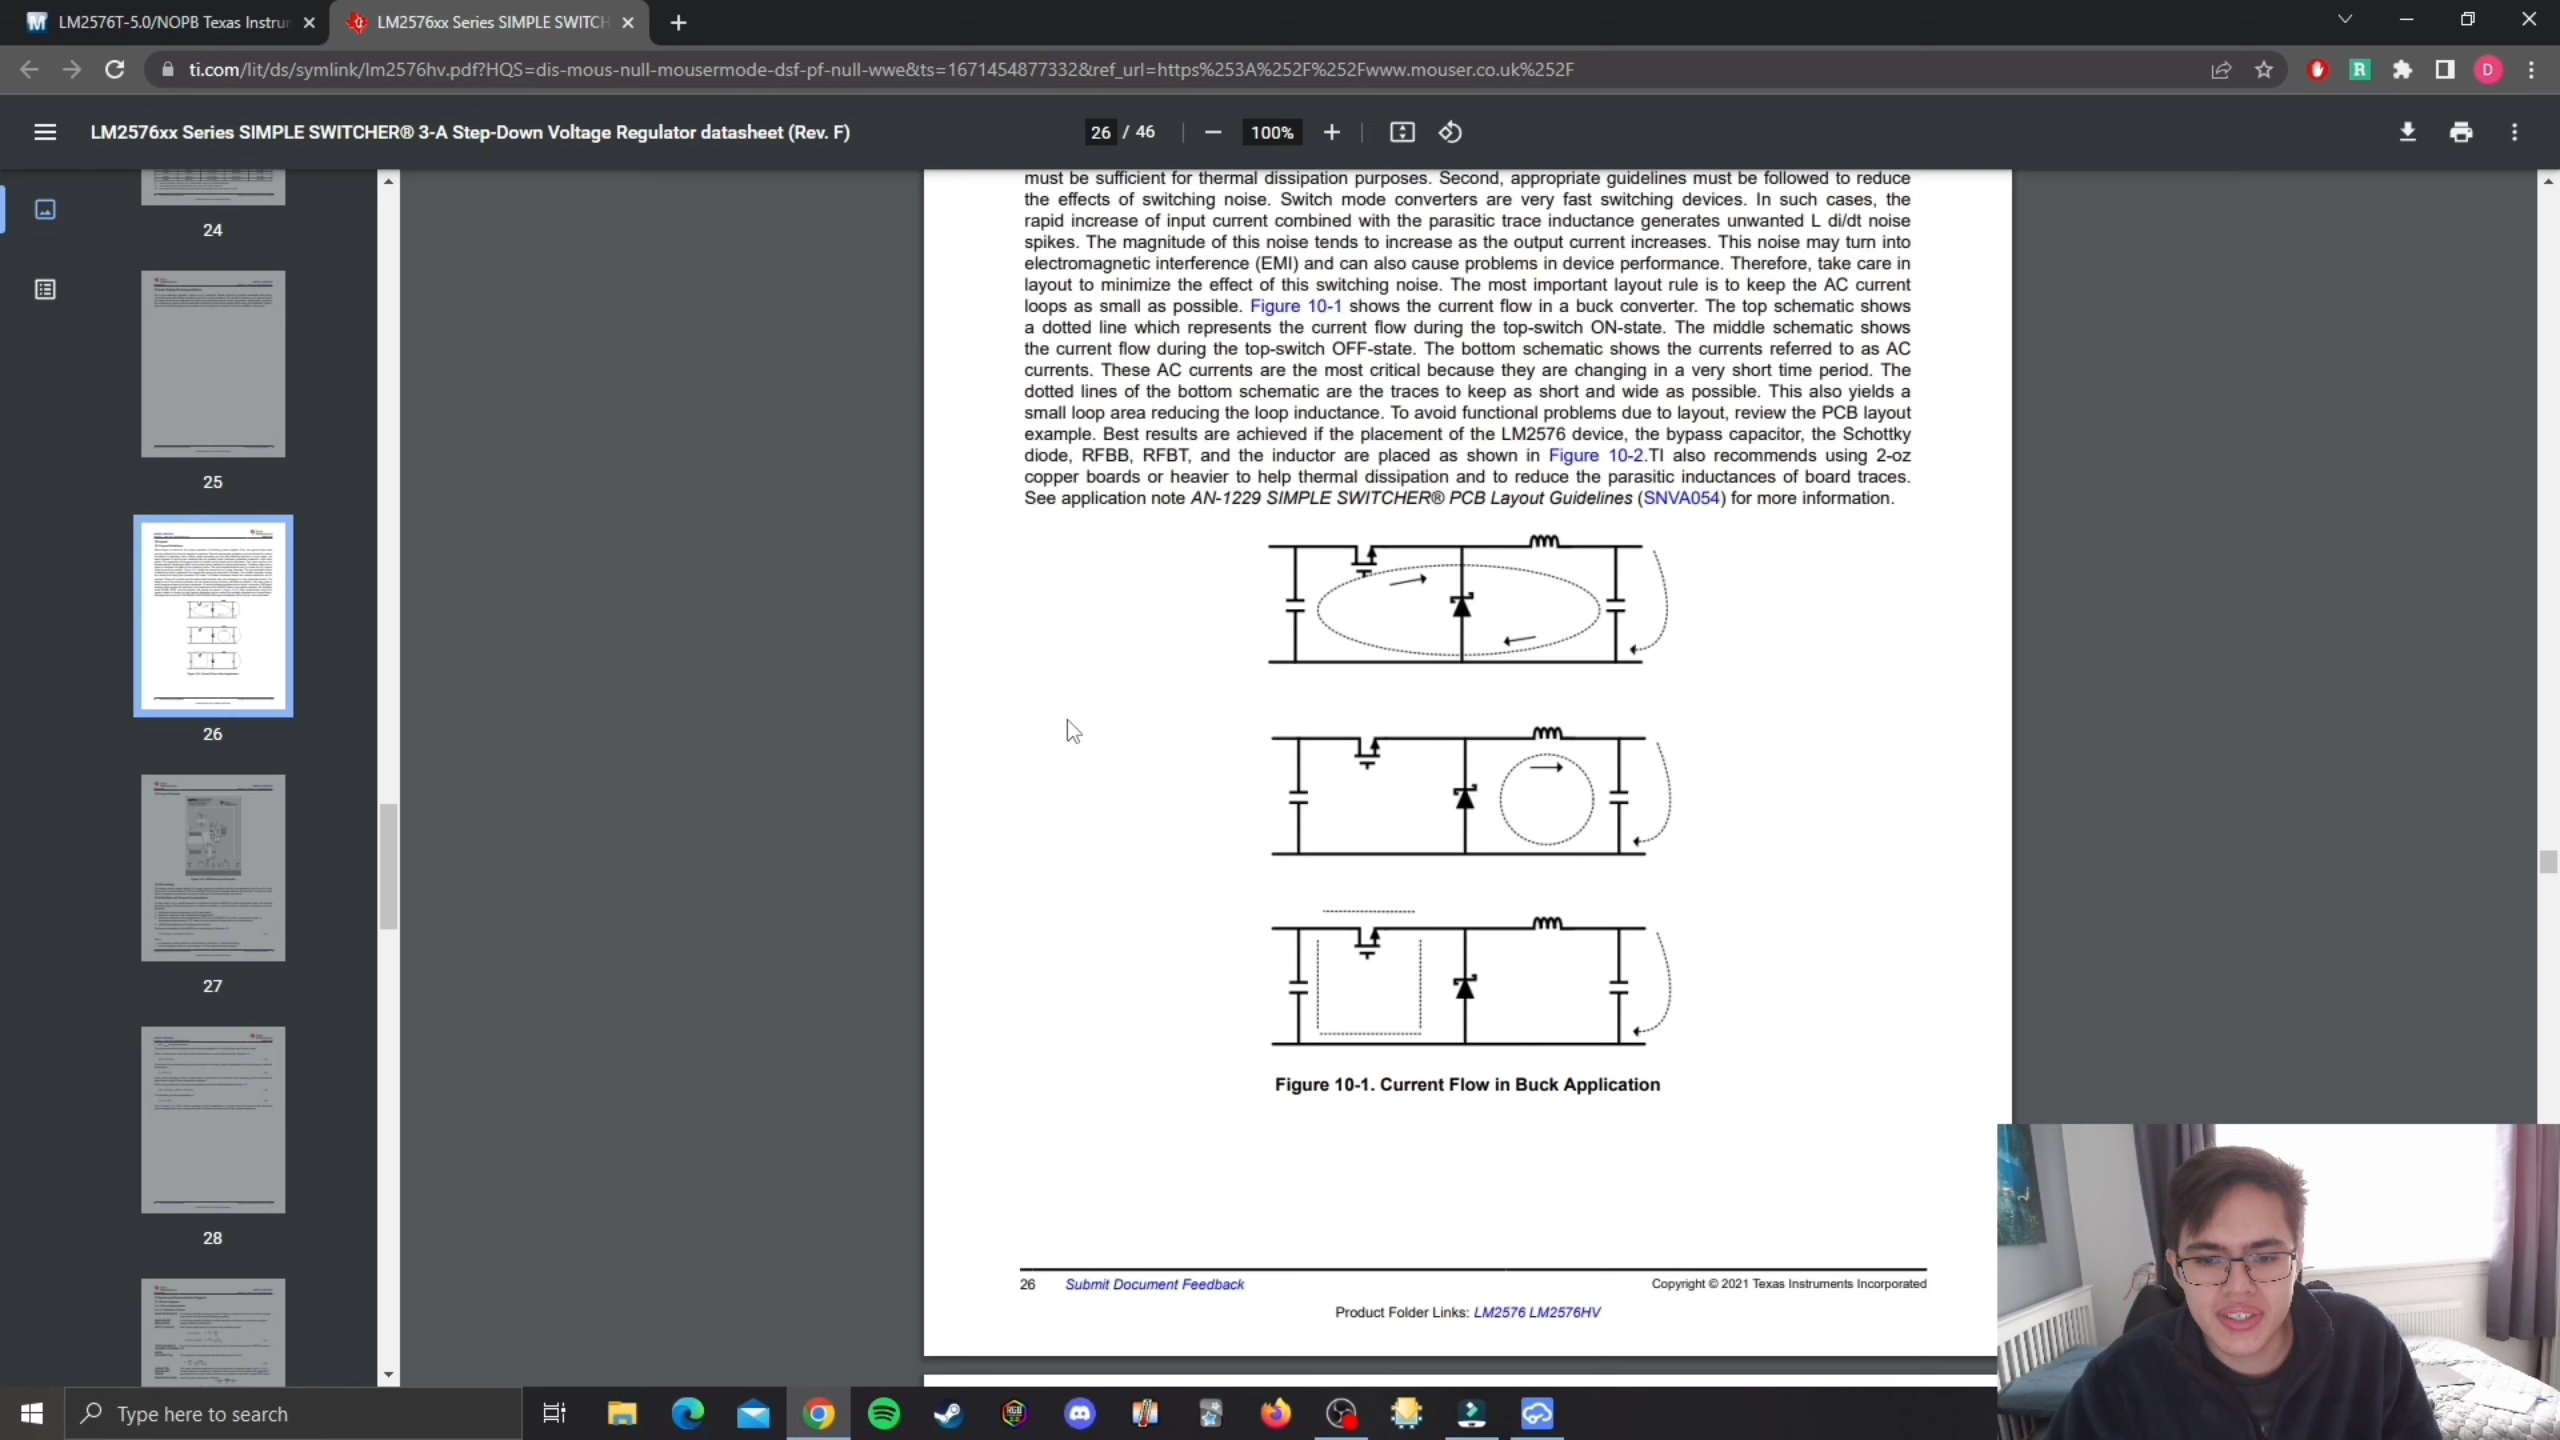 LM2576T-5.0/NOPB Texas Instru
LM2576xx Series SIMPLE SWITCH
ti.com/lit/ds/symlink/lm2576hv.pdf?HQS=dis-mous-null-mousermode-dsf-pf-null-wwe&ts=1671454877332&ref_url=https%253A%252F%252Fwww.mouser.co.uk%252F
R
D
LM2576xx Series SIMPLE SWITCHER® 3-A Step-Down Voltage Regulator datasheet (Rev. F)
26 / 46
100%
24
25
26
27
28
must be sufficient for thermal dissipation purposes. Second, appropriate guidelines must be followed to reduce
the effects of switching noise. Switch mode converters are very fast switching devices. In such cases, the
rapid increase of input current combined with the parasitic trace inductance generates unwanted L di/dt noise
spikes. The magnitude of this noise tends to increase as the output current increases. This noise may turn into
electromagnetic interference (EMI) and can also cause problems in device performance. Therefore, take care in
layout to minimize the effect of this switching noise. The most important layout rule is to keep the AC current
loops as small as possible. Figure 10-1 shows the current flow in a buck converter. The top schematic shows
a dotted line which represents the current flow during the top-switch ON-state. The middle schematic shows
the current flow during the top-switch OFF-state. The bottom schematic shows the currents referred to as AC
currents. These AC currents are the most critical because they are changing in a very short time period. The
dotted lines of the bottom schematic are the traces to keep as short and wide as possible. This also yields a
small loop area reducing the loop inductance. To avoid functional problems due to layout, review the PCB layout
example. Best results are achieved if the placement of the LM2576 device, the bypass capacitor, the Schottky
diode, RFBB, RFBT, and the inductor are placed as shown in Figure 10-2.TI also recommends using 2-oz
copper boards or heavier to help thermal dissipation and to reduce the parasitic inductances of board traces.
See application note AN-1229 SIMPLE SWITCHER® PCB Layout Guidelines (SNVA054) for more information.
Figure 10-1. Current Flow in Buck Application
26 Submit Document Feedback
Copyright © 2021 Texas Instruments Incorporated
Product Folder Links: LM2576 LM2576HV
Type here to search